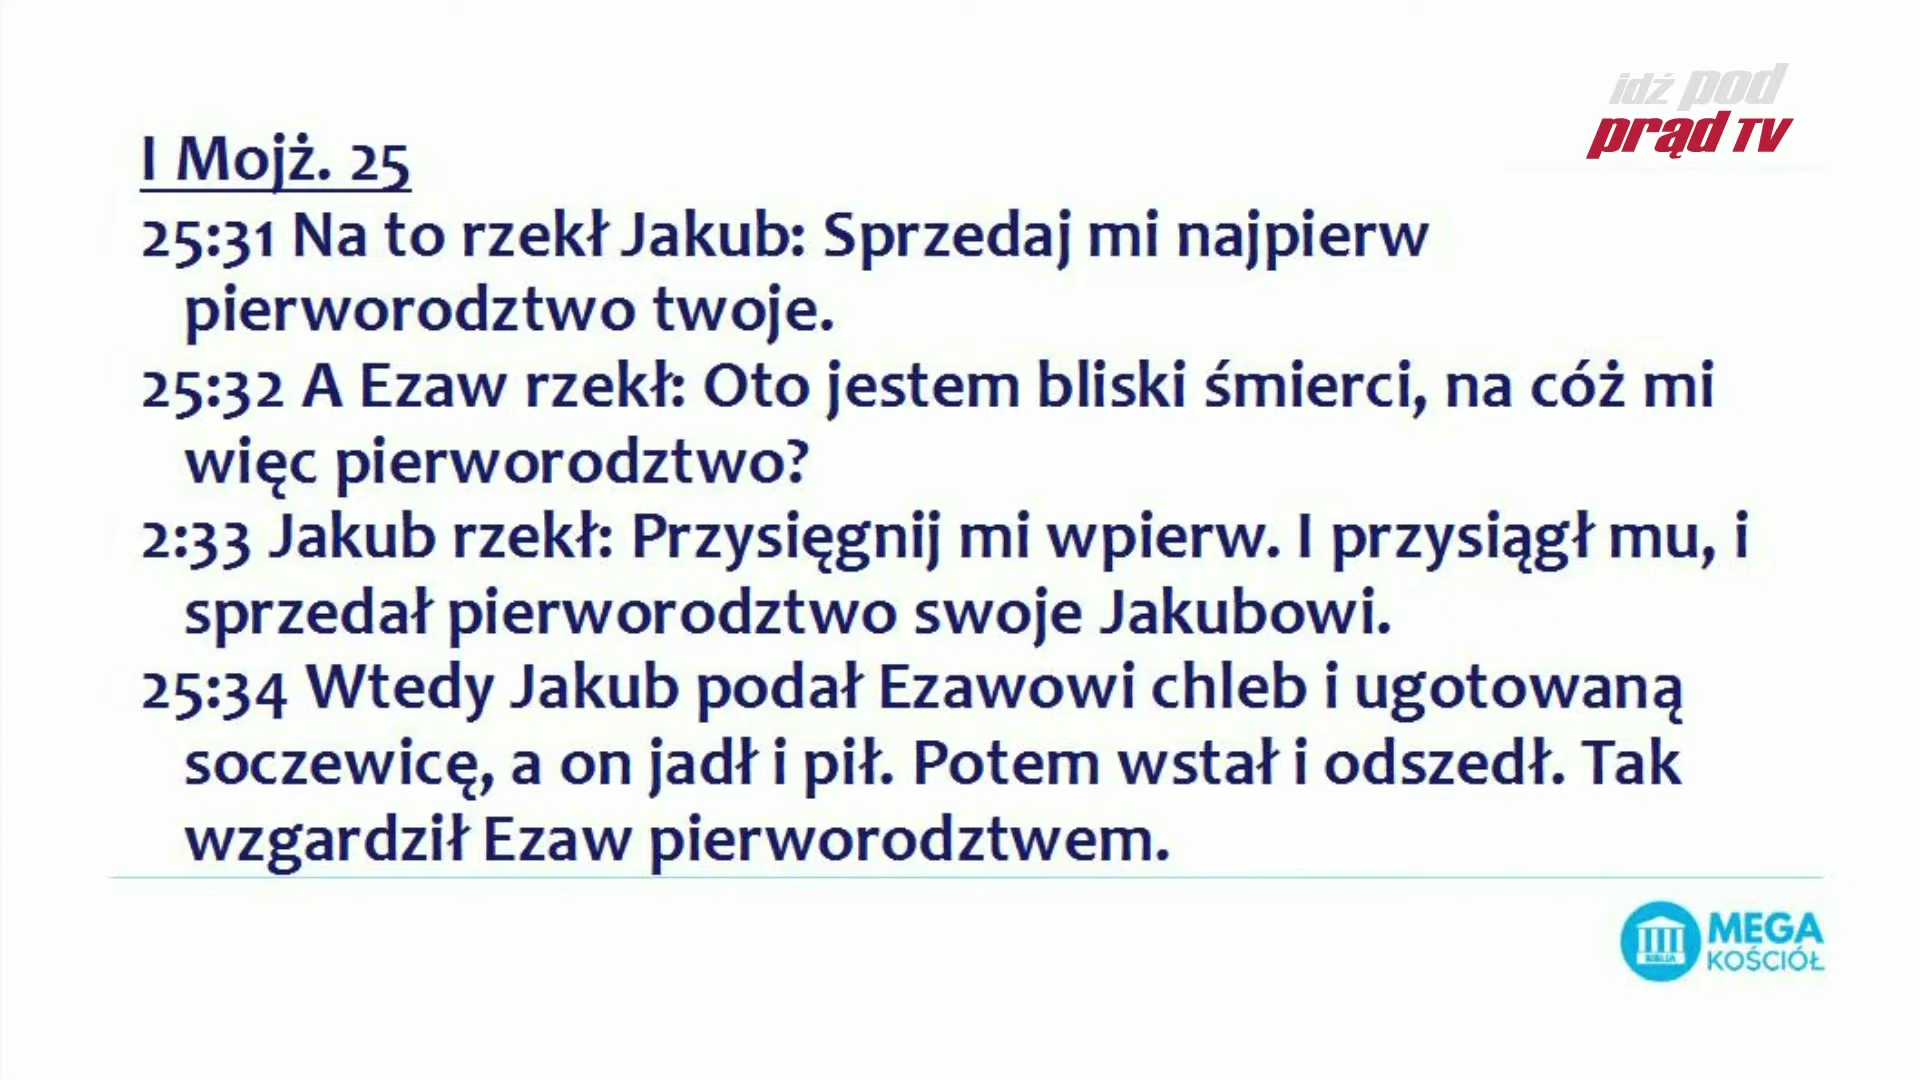 idź pod
prąd TV
I Mojż. 25
25:31 Na to rzekł Jakub: Sprzedaj mi najpierw
pierworodztwo twoje.
25:32 A Ezaw rzekł: Oto jestem bliski śmierci, na cóż mi
więc pierworodztwo?
2:33 Jakub rzekł: Przysięgnij mi wpierw. I przysiągł mu, i
sprzedał pierworodztwo swoje Jakubowi.
25:34 Wtedy Jakub podał Ezawowi chleb i ugotowaną
soczewicę, a on jadł i pił. Potem wstał i odszedł. Tak
wzgardził Ezaw pierworodztwem.
BIBLIA
MEGA
KOŚCIÓŁ